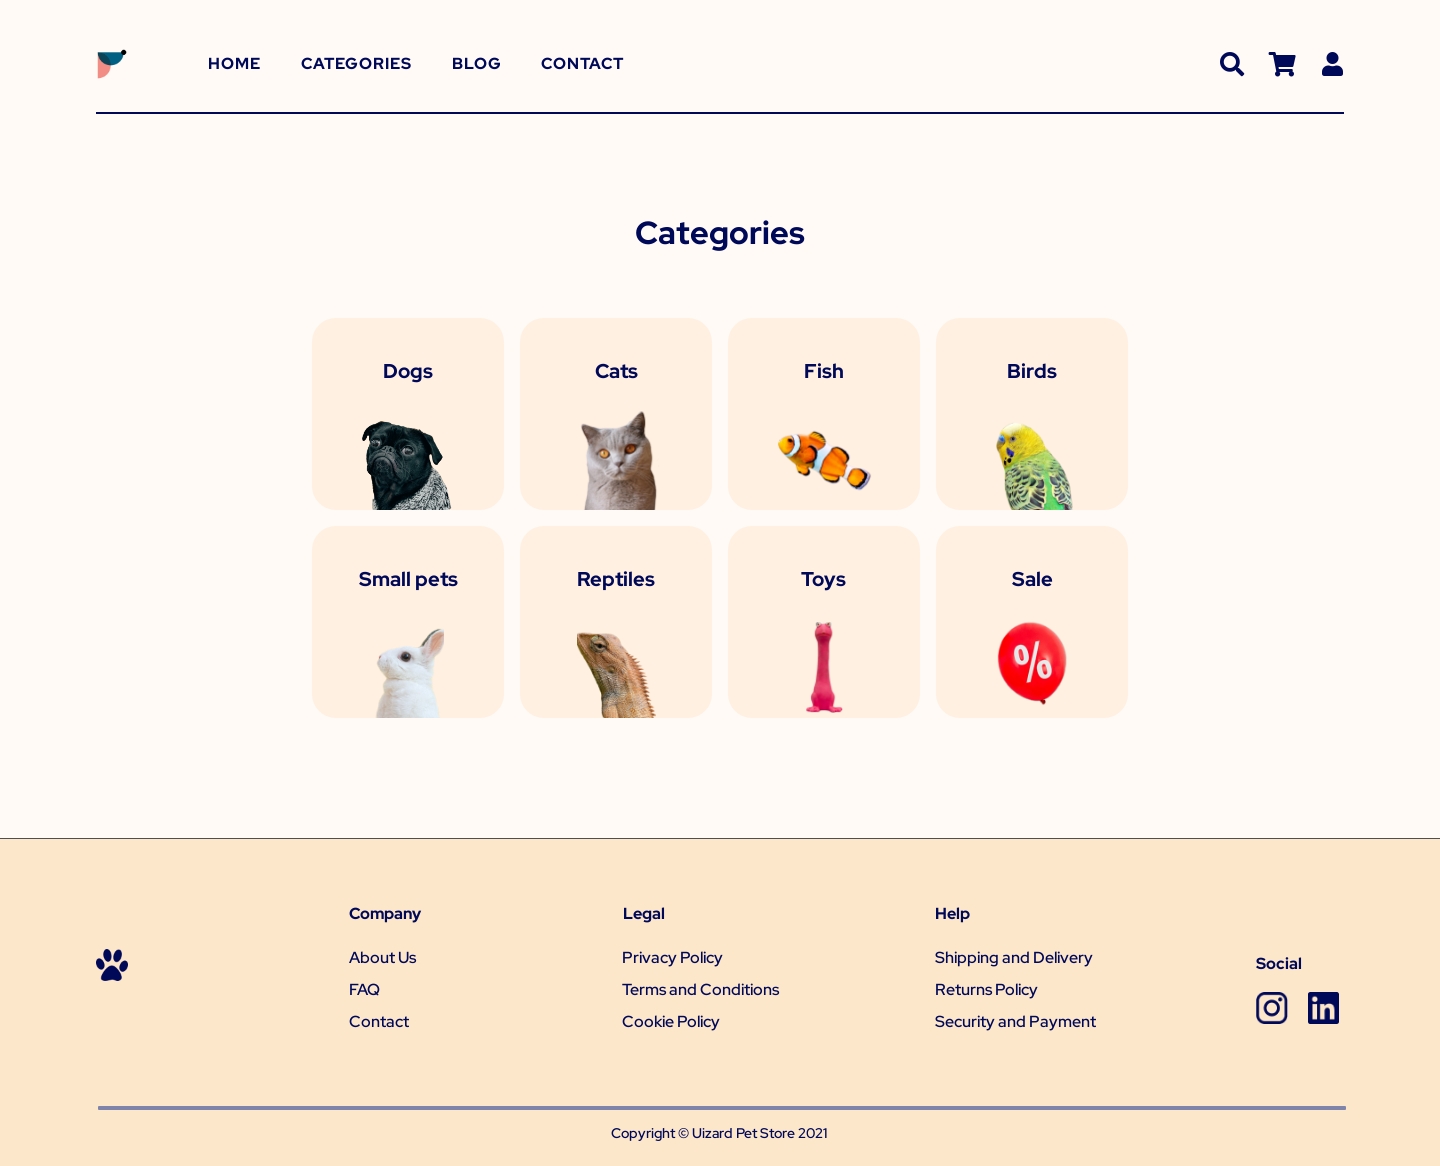 HOME
CATEGORIES
BLOG
CONTACT
Categories
Dogs
Cats
Fish
Birds
Small pets
Reptiles
Toys
Sale
%
Company
About Us
FAQ
Contact
Legal
Privacy Policy
Terms and Conditions
Cookie Policy
Help
Shipping and Delivery
Returns Policy
Security and Payment
Social
in
Copyright © Uizard Pet Store 2021